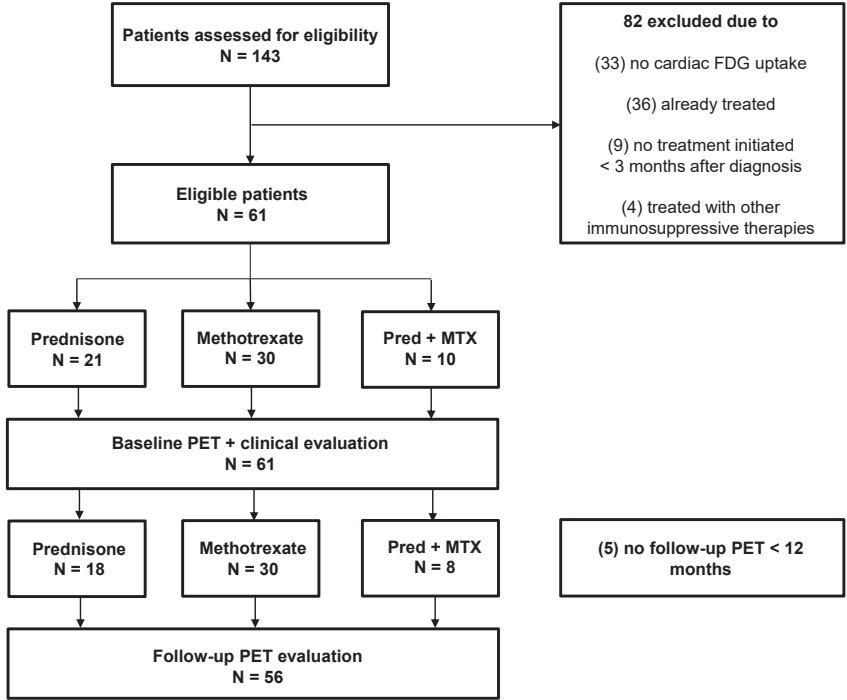 Patients assessed for eligibility
N = 143
82 excluded due to
(33) no cardiac FDG uptake
(36) already treated
(9) no treatment initiated
< 3 months after diagnosis
(4) treated with other
immunosuppressive therapies
Eligible patients
N = 61
Prednisone
N = 21
Methotrexate
N = 30
Pred + MTX
N = 10
Baseline PET + clinical evaluation
N = 61
Prednisone
N = 18
Methotrexate
N = 30
Pred + MTX
N = 8
(5) no follow-up PET < 12
months
Follow-up PET evaluation
N = 56